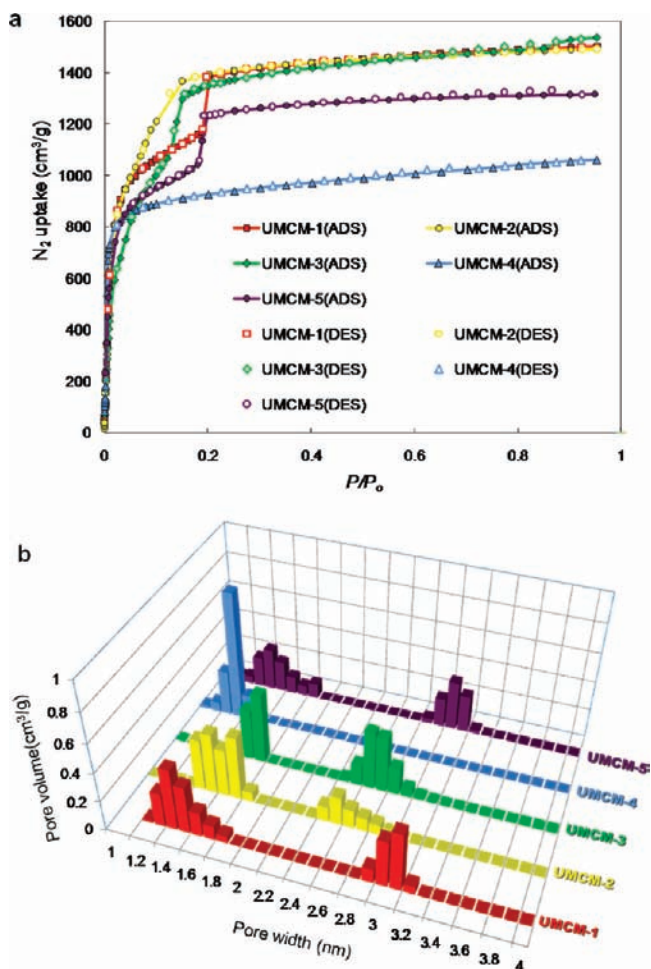 a
1600
1400
1200
1000
800
600
400
200
0
N₂ uptake (cm³/g)
UMCM-1(ADS) UMCM-2(ADS)
UMCM-3(ADS) UMCM-4(ADS)
UMCM-5(ADS)
UMCM-1(DES) UMCM-2(DES)
UMCM-3(DES) UMCM-4(DES)
UMCM-5(DES)
0 0.2 0.4 0.6 0.8 1
P/Pₒ
b
1
0.8
0.6
0.4
0.2
0
Pore volume(cm³/g)
UMCM-5
UMCM-4
UMCM-3
UMCM-2
UMCM-1
1 1.2 1.4 1.6 1.8 2 2.2 2.4 2.6 2.8 3 3.2 3.4 3.6 3.8 4
Pore width (nm)